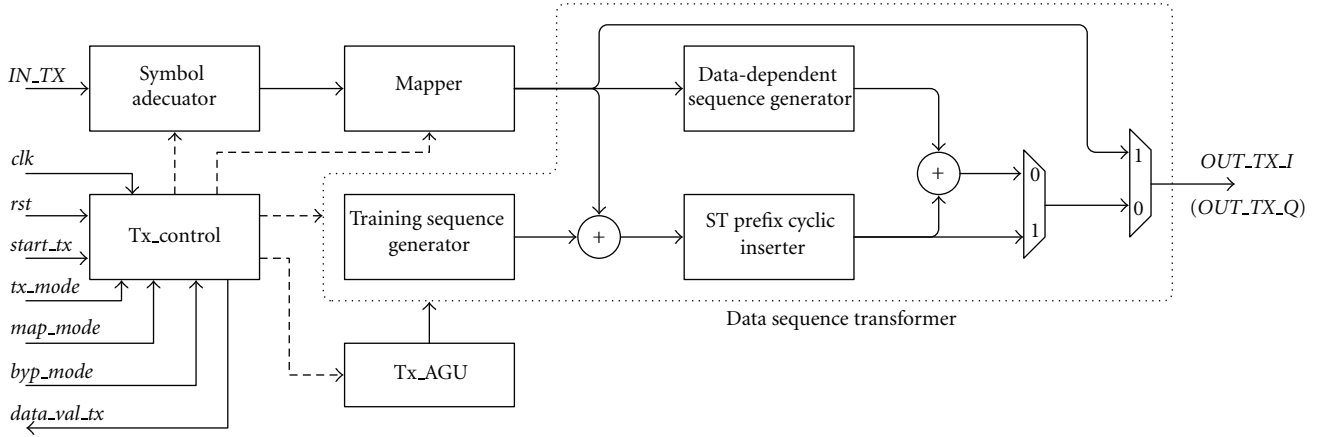 IN_TX
Symbol
adecuator
Mapper
Data-dependent
sequence generator
clk
rst
start_tx
tx_mode
map_mode
byp_mode
data_val_tx
Tx_control
Training sequence
generator
+
ST prefix cyclic
inserter
+
0
1
1
0
OUT_TX_I
(OUT_TX_Q)
Data sequence transformer
Tx_AGU